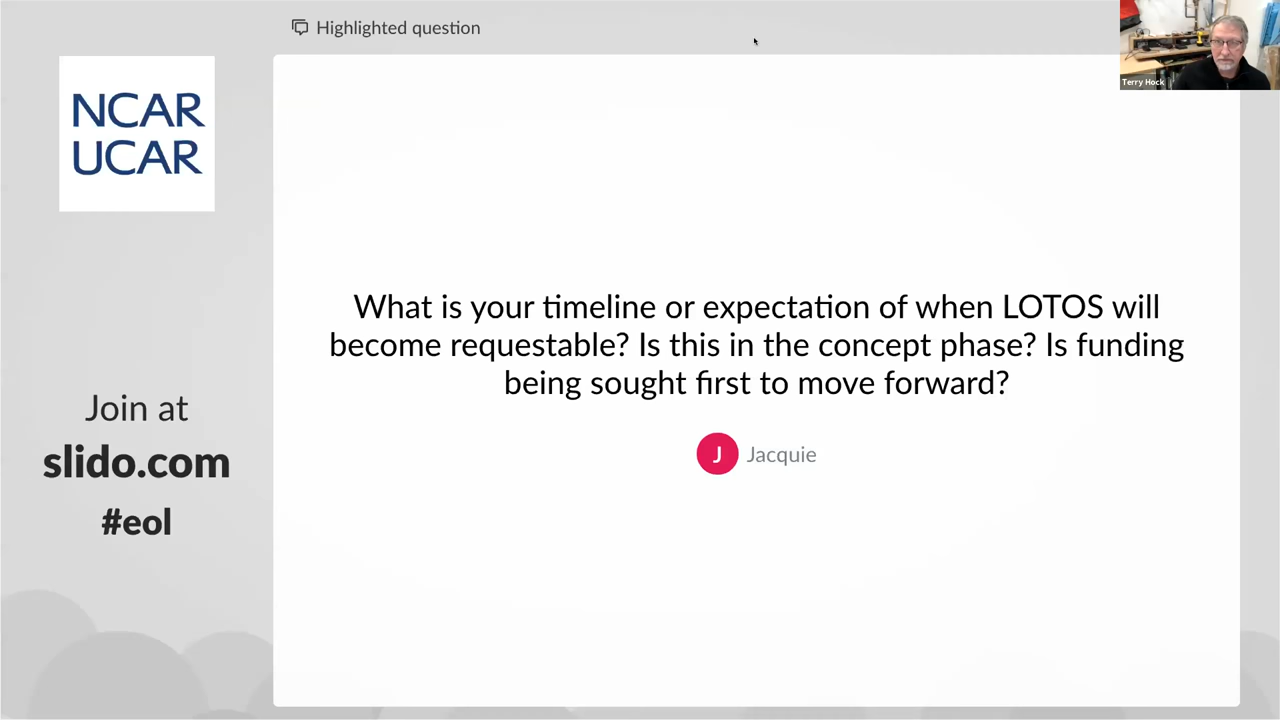 Highlighted question
Terry Hock
NCAR
UCAR
What is your timeline or expectation of when LOTOS will
become requestable? Is this in the concept phase? Is funding
being sought first to move forward?
J Jacquie
Join at
slido.com
#eol